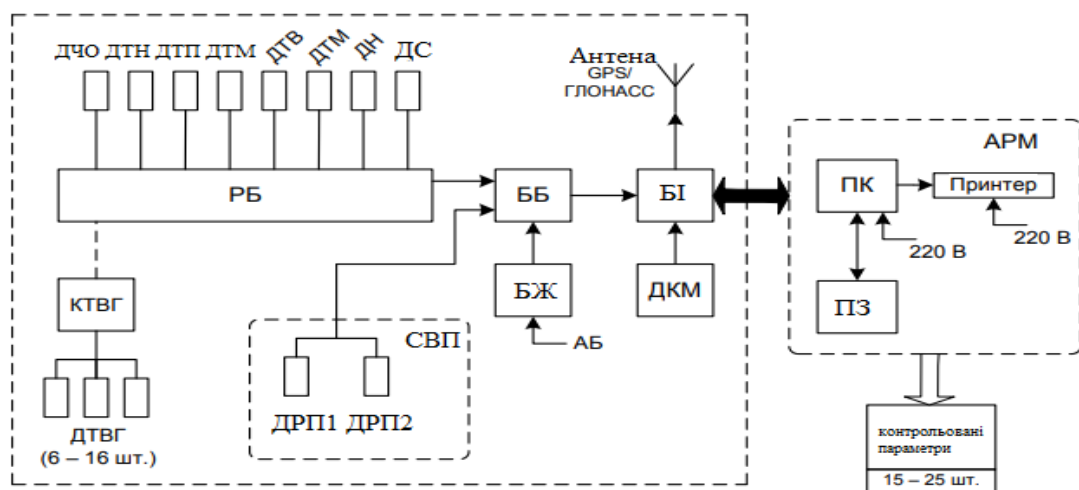 ДЧО ДТН ДТП ДТМ ДТВ ДТМ ДН ДС
Антена
GPS/
ГЛОНАСС
РБ
ББ
БІ
БЖ
ДКМ
АБ
КТВГ
ДТВГ
(6 – 16 шт.)
СВП
ДРП1 ДРП2
АРМ
ПК
Принтер
220 В
220 В
ПЗ
контрольовані
параметри
15 – 25 шт.